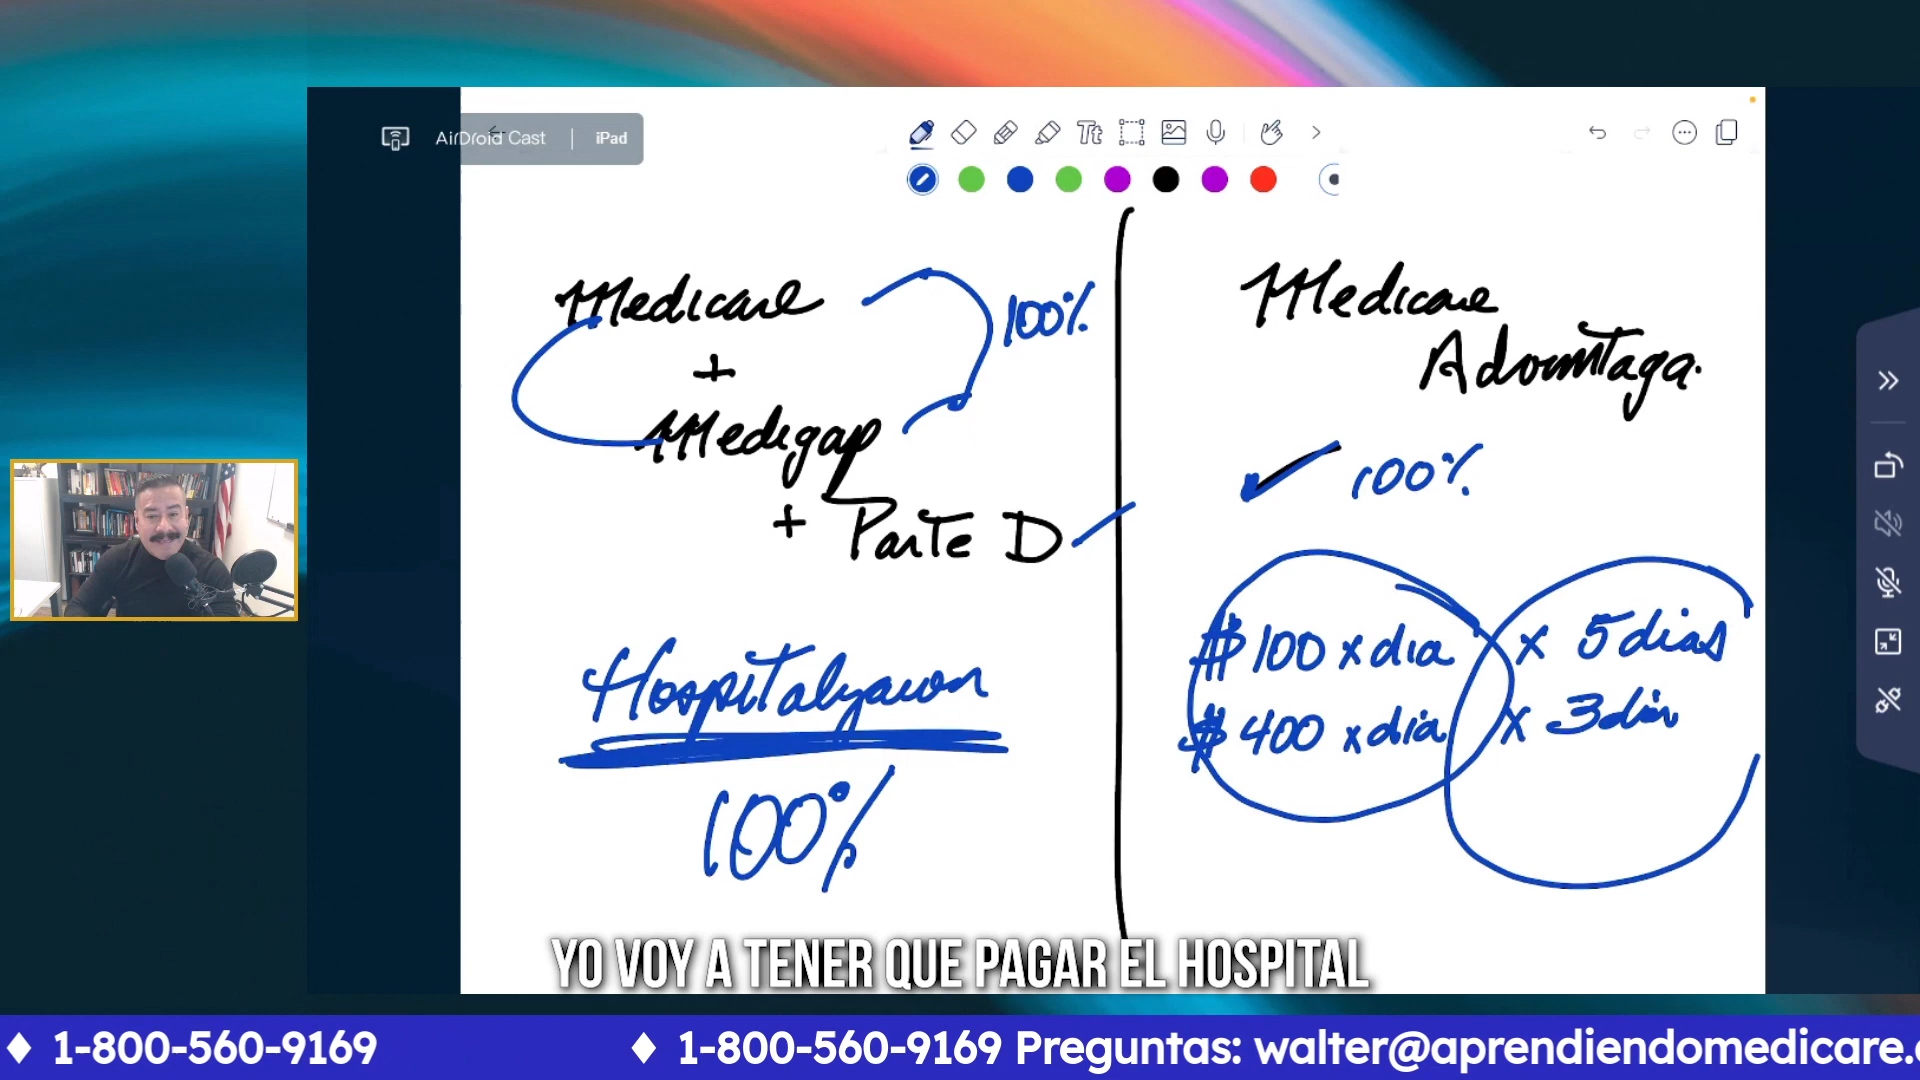 AirDroid Cast | iPad
Tt
Medicare
+
Medigap
+ Parte D
100%
Hospitalizacion
100%
Medicare
Advantage.
100%
$100 x dia x 5 dias
$400 x dia x 3 dias
YO VOY A TENER QUE PAGAR EL HOSPITAL
♦ 1-800-560-9169 ♦ 1-800-560-9169 Preguntas: walter@aprendiendomedicare.c